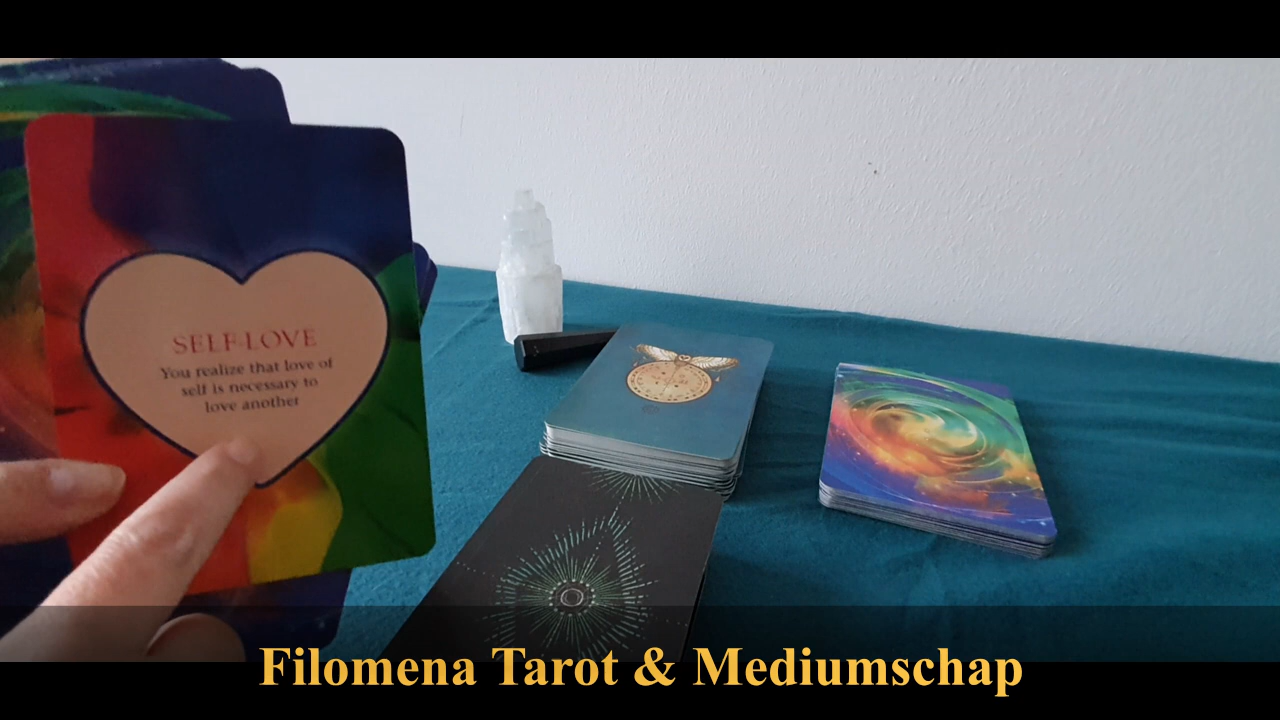 SELF-LOVE
You realize that love of
self is necessary to
love another
Filomena Tarot & Mediumschap